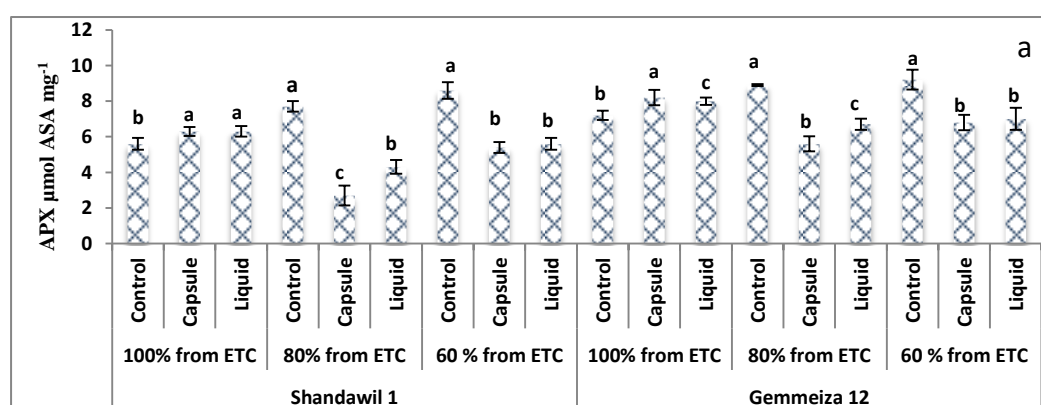 a
12
10
8
6
4
2
0
APX µmol ASA mg-1
b a a a c b a b b b a c a b c a b b
Control Capsule Liquid Control Capsule Liquid Control Capsule Liquid Control Capsule Liquid Control Capsule Liquid Control Capsule Liquid
100% from ETC 80% from ETC 60 % from ETC 100% from ETC 80% from ETC 60 % from ETC
Shandawil 1 Gemmeiza 12